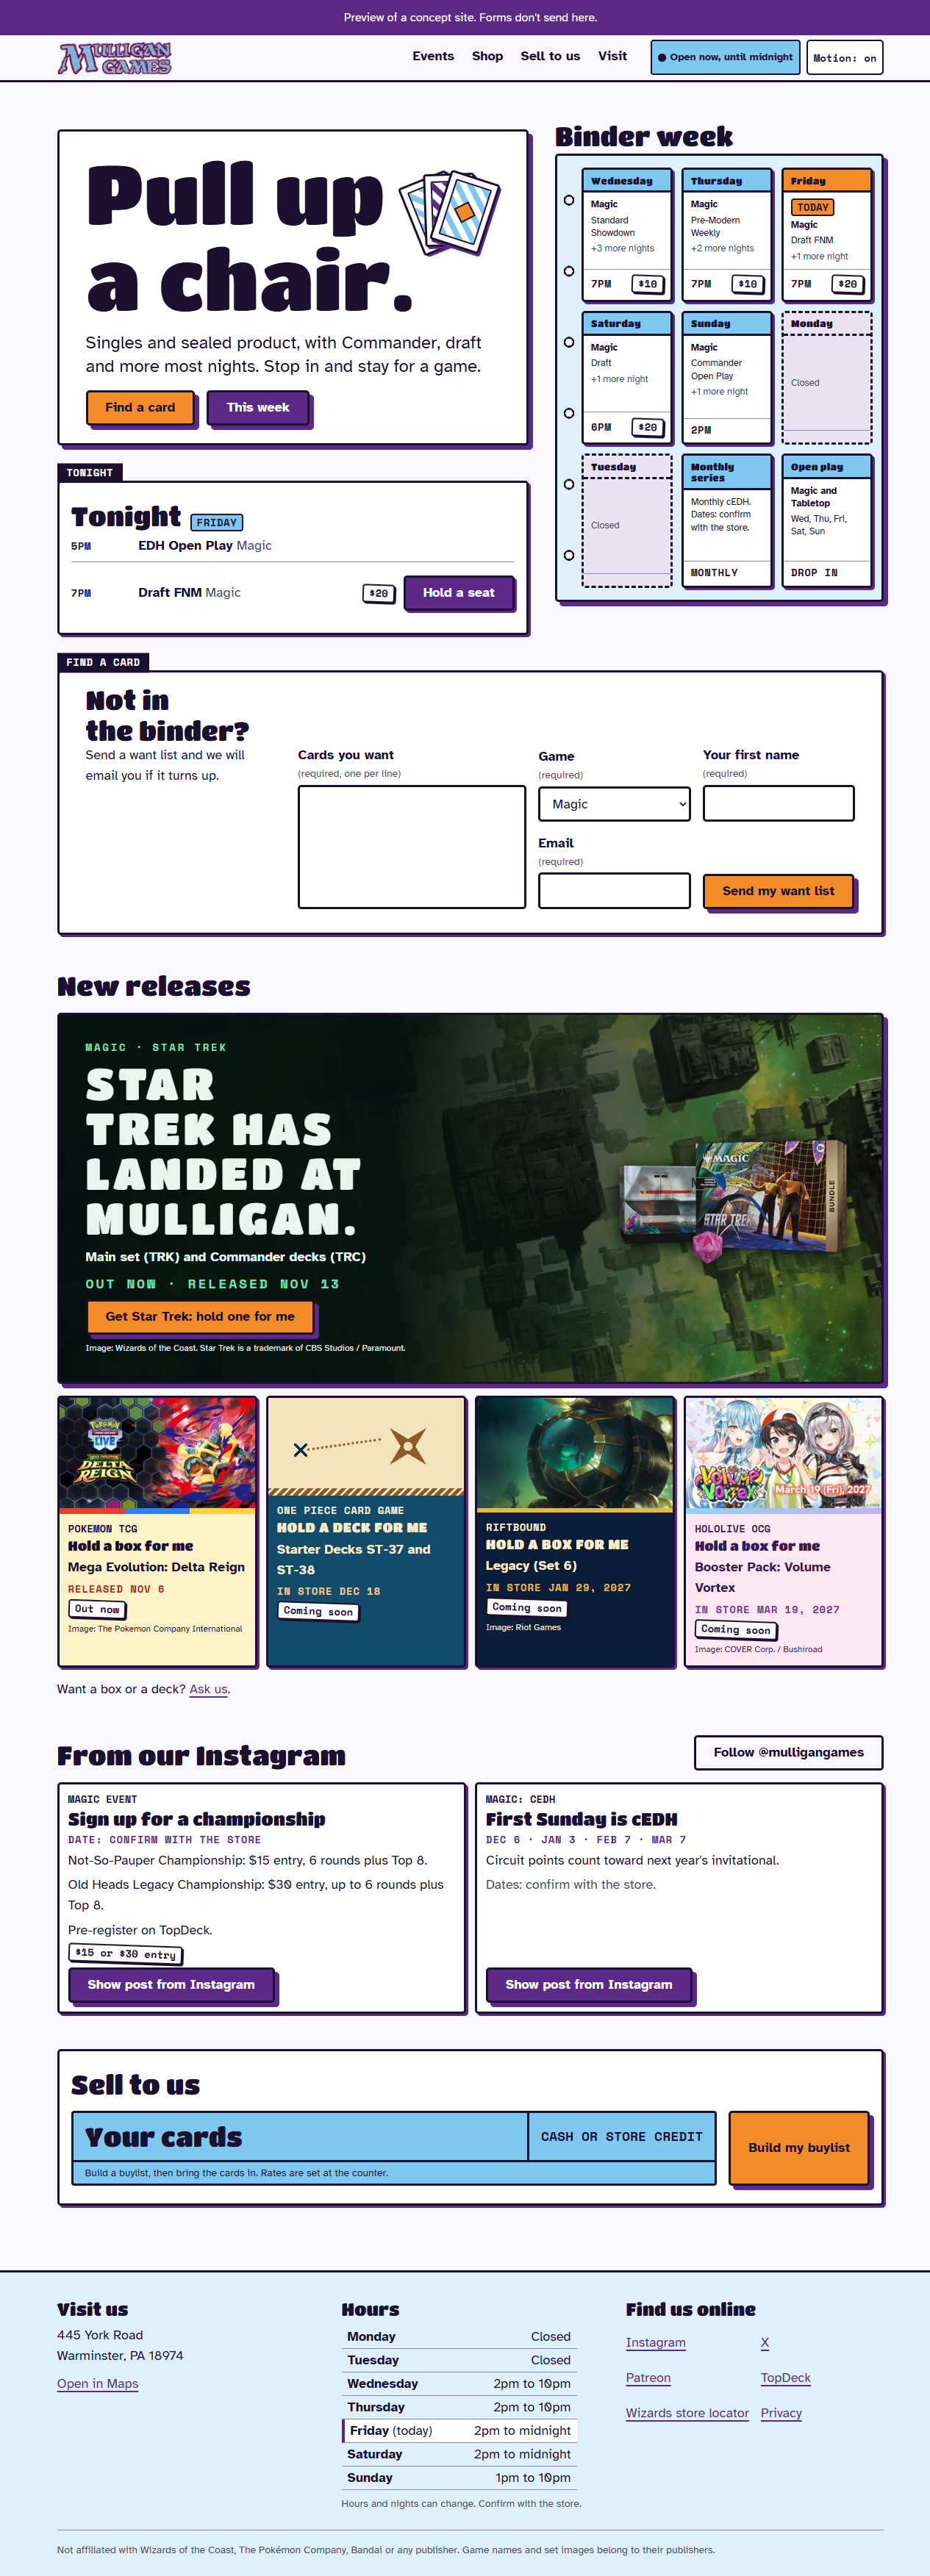 Preview of a concept site. Forms don't send here.
MULLIGAN
GAMES
Events
Shop
Sell to us
Visit
Open now, until midnight
Motion: on
Pull up
a chair.
Singles and sealed product, with Commander, draft
and more most nights. Stop in and stay for a game.
Find a card
This week
Binder week
Wednesday
Magic
Standard
Showdown
+3 more nights
7PM
$10
Thursday
Magic
Pre-Modern
Weekly
+2 more nights
7PM
$10
Friday
TODAY
Magic
Draft FNM
+1 more night
7PM
$20
Saturday
Magic
Draft
+1 more night
6PM
$20
Sunday
Magic
Commander
Open Play
+1 more night
2PM
Monday
Closed
Tuesday
Closed
Monthly
series
Monthly cEDH.
Dates: confirm
with the store.
MONTHLY
Open play
Magic and
Tabletop
Wed, Thu, Fri,
Sat, Sun
DROP IN
TONIGHT
Tonight
FRIDAY
5PM
EDH Open Play Magic
7PM
Draft FNM Magic
$20
Hold a seat
FIND A CARD
Not in
the binder?
Send a want list and we will
email you if it turns up.
Cards you want
(required, one per line)
Game
(required)
Magic
Your first name
(required)
Email
(required)
Send my want list
New releases
MAGIC · STAR TREK
STAR
TREK HAS
LANDED AT
MULLIGAN.
Main set (TRK) and Commander decks (TRC)
OUT NOW · RELEASED NOV 13
Get Star Trek: hold one for me
Image: Wizards of the Coast. Star Trek is a trademark of CBS Studios / Paramount.
MAGIC
STAR TREK
BUNDLE
Pokémon
LIVE
DELTA
REIGN
POKEMON TCG
Hold a box for me
Mega Evolution: Delta Reign
RELEASED NOV 6
Out now
Image: The Pokemon Company International
ONE PIECE CARD GAME
HOLD A DECK FOR ME
Starter Decks ST-37 and
ST-38
IN STORE DEC 18
Coming soon
RIFTBOUND
HOLD A BOX FOR ME
Legacy (Set 6)
IN STORE JAN 29, 2027
Coming soon
Image: Riot Games
Volume
Vortex
March 19 (Fri), 2027
HOLOLIVE OCG
Hold a box for me
Booster Pack: Volume
Vortex
IN STORE MAR 19, 2027
Coming soon
Image: COVER Corp. / Bushiroad
Want a box or a deck? Ask us.
From our Instagram
Follow @mulligangames
MAGIC EVENT
Sign up for a championship
DATE: CONFIRM WITH THE STORE
Not-So-Pauper Championship: $15 entry, 6 rounds plus Top 8.
Old Heads Legacy Championship: $30 entry, up to 6 rounds plus
Top 8.
Pre-register on TopDeck.
$15 or $30 entry
Show post from Instagram
MAGIC: CEDH
First Sunday is cEDH
DEC 6 · JAN 3 · FEB 7 · MAR 7
Circuit points count toward next year's invitational.
Dates: confirm with the store.
Show post from Instagram
Sell to us
Your cards
CASH OR STORE CREDIT
Build a buylist, then bring the cards in. Rates are set at the counter.
Build my buylist
Visit us
445 York Road
Warminster, PA 18974
Open in Maps
Hours
Monday Closed
Tuesday Closed
Wednesday 2pm to 10pm
Thursday 2pm to 10pm
Friday (today) 2pm to midnight
Saturday 2pm to midnight
Sunday 1pm to 10pm
Hours and nights can change. Confirm with the store.
Find us online
Instagram
X
Patreon
TopDeck
Wizards store locator
Privacy
Not affiliated with Wizards of the Coast, The Pokémon Company, Bandai or any publisher. Game names and set images belong to their publishers.